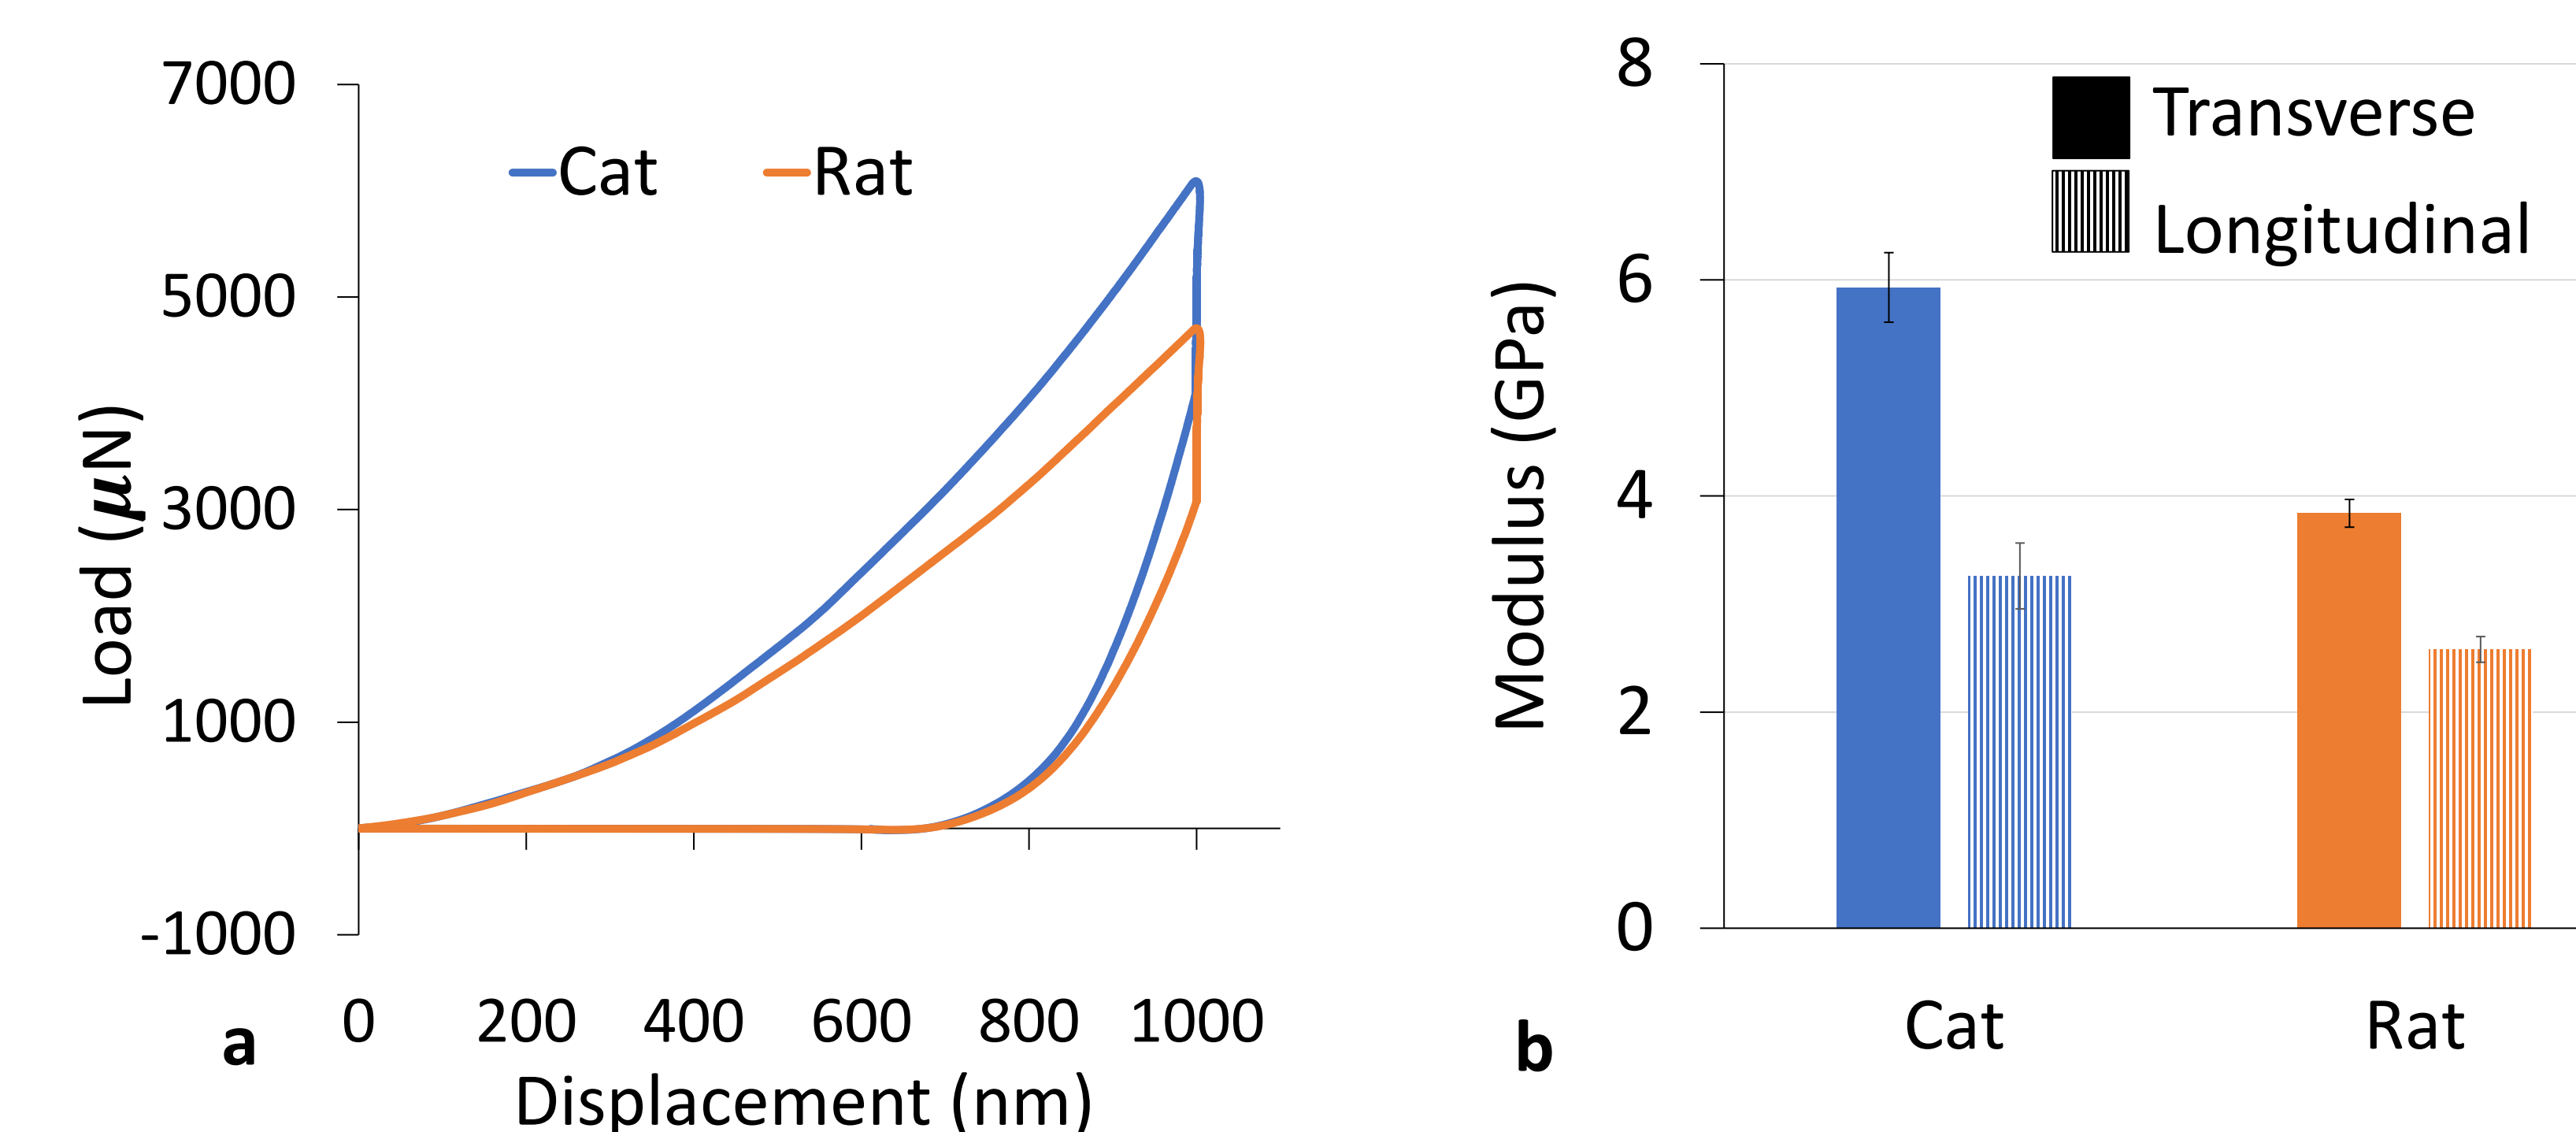 7000
5000
3000
1000
-1000
Load (μN)
Cat
Rat
0 200 400 600 800 1000
Displacement (nm)
a
8
6
4
2
0
Modulus (GPa)
Transverse
Longitudinal
Cat
Rat
b